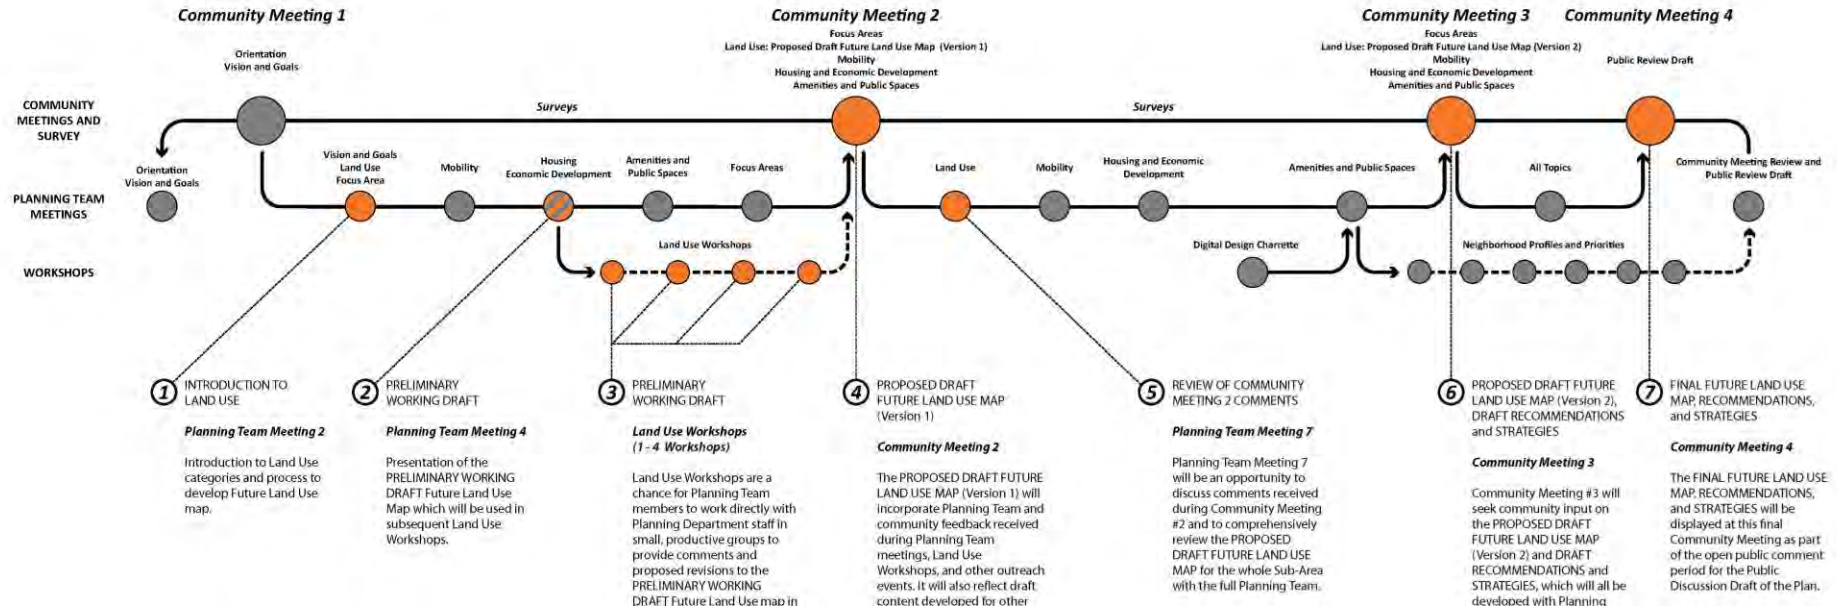 Community Meeting 1
Orientation
Vision and Goals
Community Meeting 2
Focus Areas
Land Use: Proposed Draft Future Land Use Map (Version 1)
Mobility
Housing and Economic Development
Amenities and Public Spaces
Community Meeting 3
Focus Areas
Land Use: Proposed Draft Future Land Use Map (Version 2)
Mobility
Housing and Economic Development
Amenities and Public Spaces
Community Meeting 4
Public Review Draft
COMMUNITY
MEETINGS AND
SURVEY
Surveys
Surveys
PLANNING TEAM
MEETINGS
Orientation
Vision and Goals
Vision and Goals
Land Use
Focus Area
Mobility
Housing
Economic Development
Amenities and
Public Spaces
Focus Areas
Land Use
Mobility
Housing and Economic
Development
Amenities and Public Spaces
All Topics
Community Meeting Review and
Public Review Draft
WORKSHOPS
Land Use Workshops
Digital Design Charrette
Neighborhood Profiles and Priorities
1
INTRODUCTION TO
LAND USE
Planning Team Meeting 2
Introduction to Land Use
categories and process to
develop Future Land Use
map.
2
PRELIMINARY
WORKING DRAFT
Planning Team Meeting 4
Presentation of the
PRELIMINARY WORKING
DRAFT Future Land Use
Map which will be used in
subsequent Land Use
Workshops.
3
PRELIMINARY
WORKING DRAFT
Land Use Workshops
(1 - 4 Workshops)
Land Use Workshops are a
chance for Planning Team
members to work directly with
Planning Department staff in
small, productive groups to
provide comments and
proposed revisions to the
PRELIMINARY WORKING
DRAFT Future Land Use map in
4
PROPOSED DRAFT
FUTURE LAND USE MAP
(Version 1)
Community Meeting 2
The PROPOSED DRAFT FUTURE
LAND USE MAP (Version 1) will
incorporate Planning Team and
community feedback received
during Planning Team
meetings, Land Use
Workshops, and other outreach
events. It will also reflect draft
content developed for other
5
REVIEW OF COMMUNITY
MEETING 2 COMMENTS
Planning Team Meeting 7
Planning Team Meeting 7
will be an opportunity to
discuss comments received
during Community Meeting
#2 and to comprehensively
review the PROPOSED
DRAFT FUTURE LAND USE
MAP for the whole Sub-Area
with the full Planning Team.
6
PROPOSED DRAFT FUTURE
LAND USE MAP (Version 2),
DRAFT RECOMMENDATIONS
and STRATEGIES
Community Meeting 3
Community Meeting #3 will
seek community input on
the PROPOSED DRAFT
FUTURE LAND USE MAP
(Version 2) and DRAFT
RECOMMENDATIONS and
STRATEGIES, which will all be
developed with Planning
7
FINAL FUTURE LAND USE
MAP, RECOMMENDATIONS,
and STRATEGIES
Community Meeting 4
The FINAL FUTURE LAND USE
MAP, RECOMMENDATIONS,
and STRATEGIES will be
displayed at this final
Community Meeting as part
of the open public comment
period for the Public
Discussion Draft of the Plan.